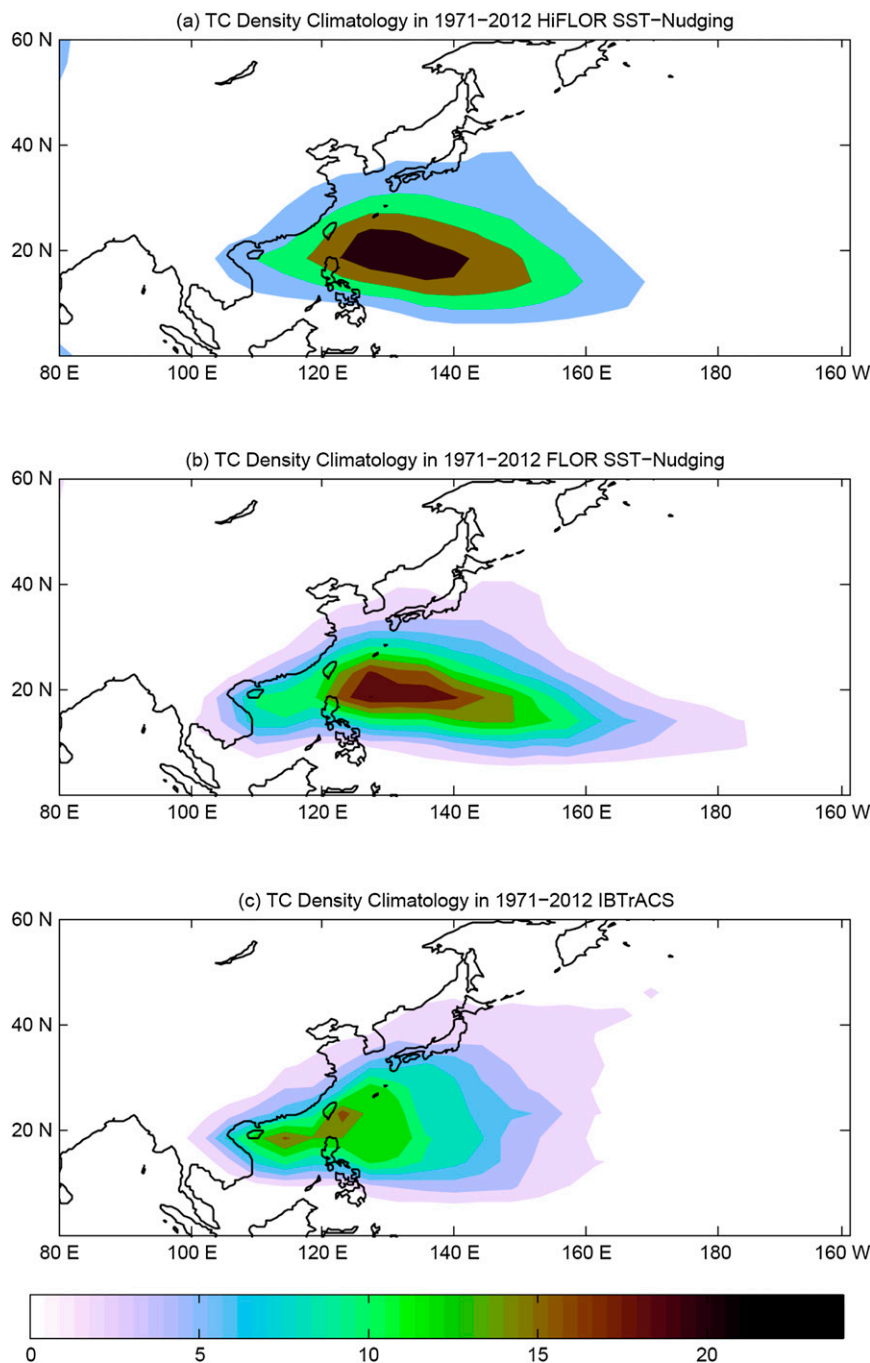 (a) TC Density Climatology in 1971−2012 HiFLOR SST−Nudging
60 N
40 N
20 N
0
80 E 100 E 120 E 140 E 160 E 180 160 W
(b) TC Density Climatology in 1971−2012 FLOR SST−Nudging
60 N
40 N
20 N
0
80 E 100 E 120 E 140 E 160 E 180 160 W
(c) TC Density Climatology in 1971−2012 IBTrACS
60 N
40 N
20 N
0
80 E 100 E 120 E 140 E 160 E 180 160 W
0 5 10 15 20